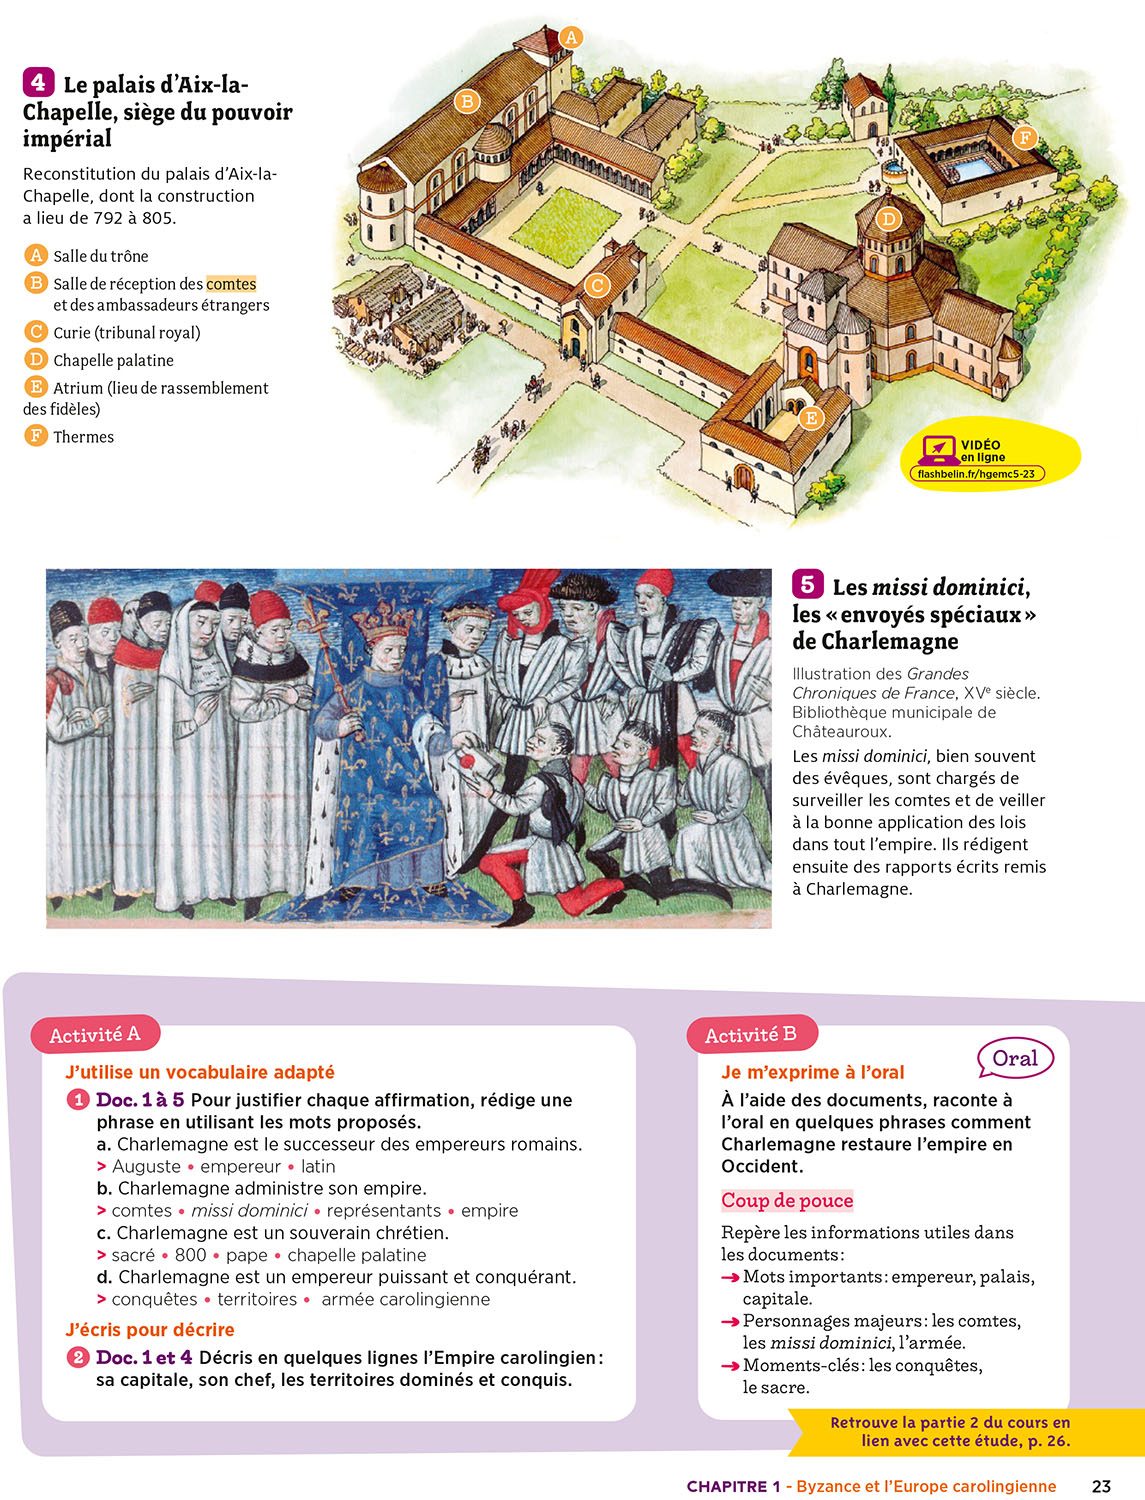 4 Le palais d'Aix-la-
Chapelle, siège du pouvoir
impérial
Reconstitution du palais d'Aix-la-
Chapelle, dont la construction
a lieu de 792 à 805.
A Salle du trône
B Salle de réception des comtes
et des ambassadeurs étrangers
C Curie (tribunal royal)
D Chapelle palatine
E Atrium (lieu de rassemblement
des fidèles)
F Thermes
A
B
C
D
E
F
VIDÉO
en ligne
flashbelin.fr/hgemc5-23
5 Les missi dominici,
les « envoyés spéciaux »
de Charlemagne
Illustration des Grandes
Chroniques de France, XVe siècle.
Bibliothèque municipale de
Châteauroux.
Les missi dominici, bien souvent
des évêques, sont chargés de
surveiller les comtes et de veiller
à la bonne application des lois
dans tout l'empire. Ils rédigent
ensuite des rapports écrits remis
à Charlemagne.
Activité A
J'utilise un vocabulaire adapté
1 Doc. 1 à 5 Pour justifier chaque affirmation, rédige une
phrase en utilisant les mots proposés.
a. Charlemagne est le successeur des empereurs romains.
> Auguste • empereur • latin
b. Charlemagne administre son empire.
> comtes • missi dominici • représentants • empire
c. Charlemagne est un souverain chrétien.
> sacré • 800 • pape • chapelle palatine
d. Charlemagne est un empereur puissant et conquérant.
> conquêtes • territoires • armée carolingienne
J'écris pour décrire
2 Doc. 1 et 4 Décris en quelques lignes l'Empire carolingien :
sa capitale, son chef, les territoires dominés et conquis.
Activité B
Oral
Je m'exprime à l'oral
À l'aide des documents, raconte à
l'oral en quelques phrases comment
Charlemagne restaure l'empire en
Occident.
Coup de pouce
Repère les informations utiles dans
les documents :
→ Mots importants : empereur, palais,
capitale.
→ Personnages majeurs : les comtes,
les missi dominici, l'armée.
→ Moments-clés : les conquêtes,
le sacre.
Retrouve la partie 2 du cours en
lien avec cette étude, p. 26.
CHAPITRE 1 - Byzance et l'Europe carolingienne 23